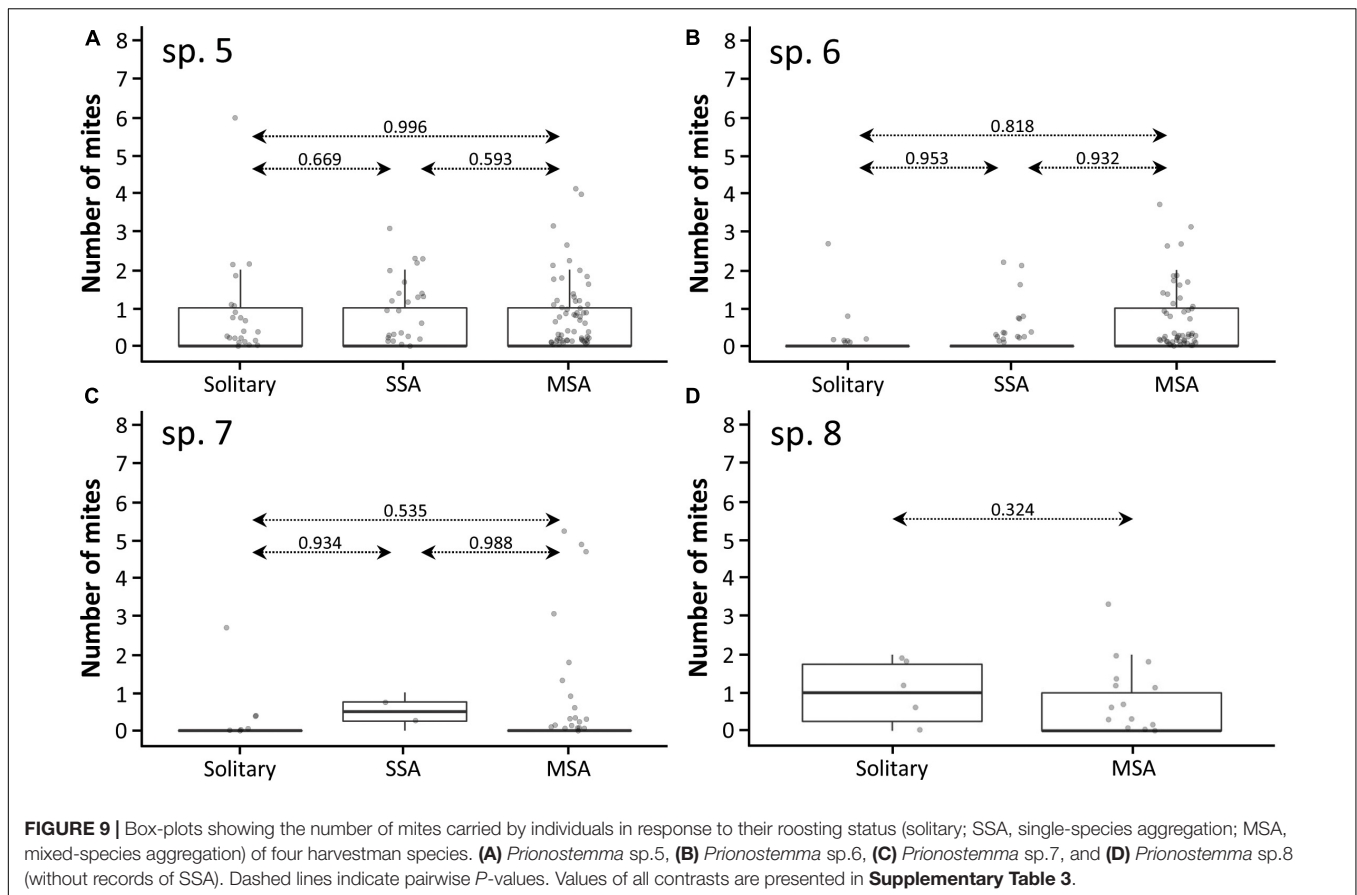 A
sp. 5
Number of mites
8
7
6
5
4
3
2
1
0
0.996
0.669
0.593
Solitary
SSA
MSA
B
sp. 6
Number of mites
8
7
6
5
4
3
2
1
0
0.818
0.953
0.932
Solitary
SSA
MSA
C
sp. 7
Number of mites
8
7
6
5
4
3
2
1
0
0.535
0.934
0.988
Solitary
SSA
MSA
D
sp. 8
Number of mites
8
7
6
5
4
3
2
1
0
0.324
Solitary
MSA
FIGURE 9 | Box-plots showing the number of mites carried by individuals in response to their roosting status (solitary; SSA, single-species aggregation; MSA,
mixed-species aggregation) of four harvestman species. (A) Prionostemma sp.5, (B) Prionostemma sp.6, (C) Prionostemma sp.7, and (D) Prionostemma sp.8
(without records of SSA). Dashed lines indicate pairwise P-values. Values of all contrasts are presented in Supplementary Table 3.